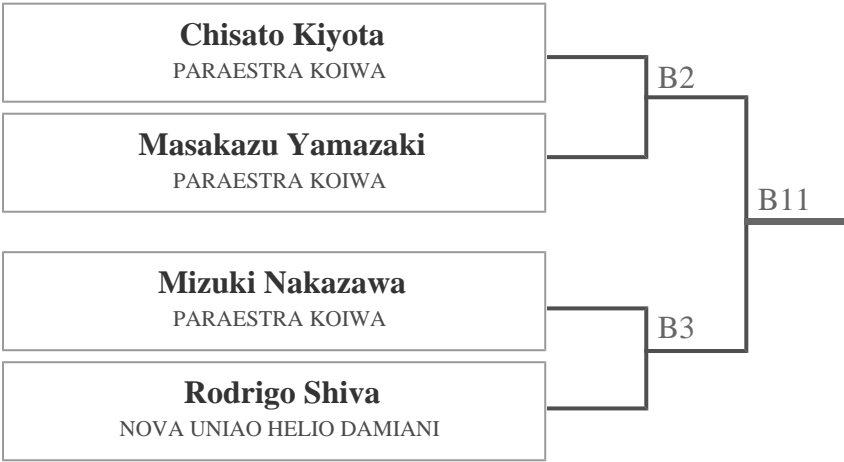 Chisato Kiyota
PARAESTRA KOIWA
B2
Masakazu Yamazaki
PARAESTRA KOIWA
B11
Mizuki Nakazawa
PARAESTRA KOIWA
B3
Rodrigo Shiva
NOVA UNIAO HELIO DAMIANI